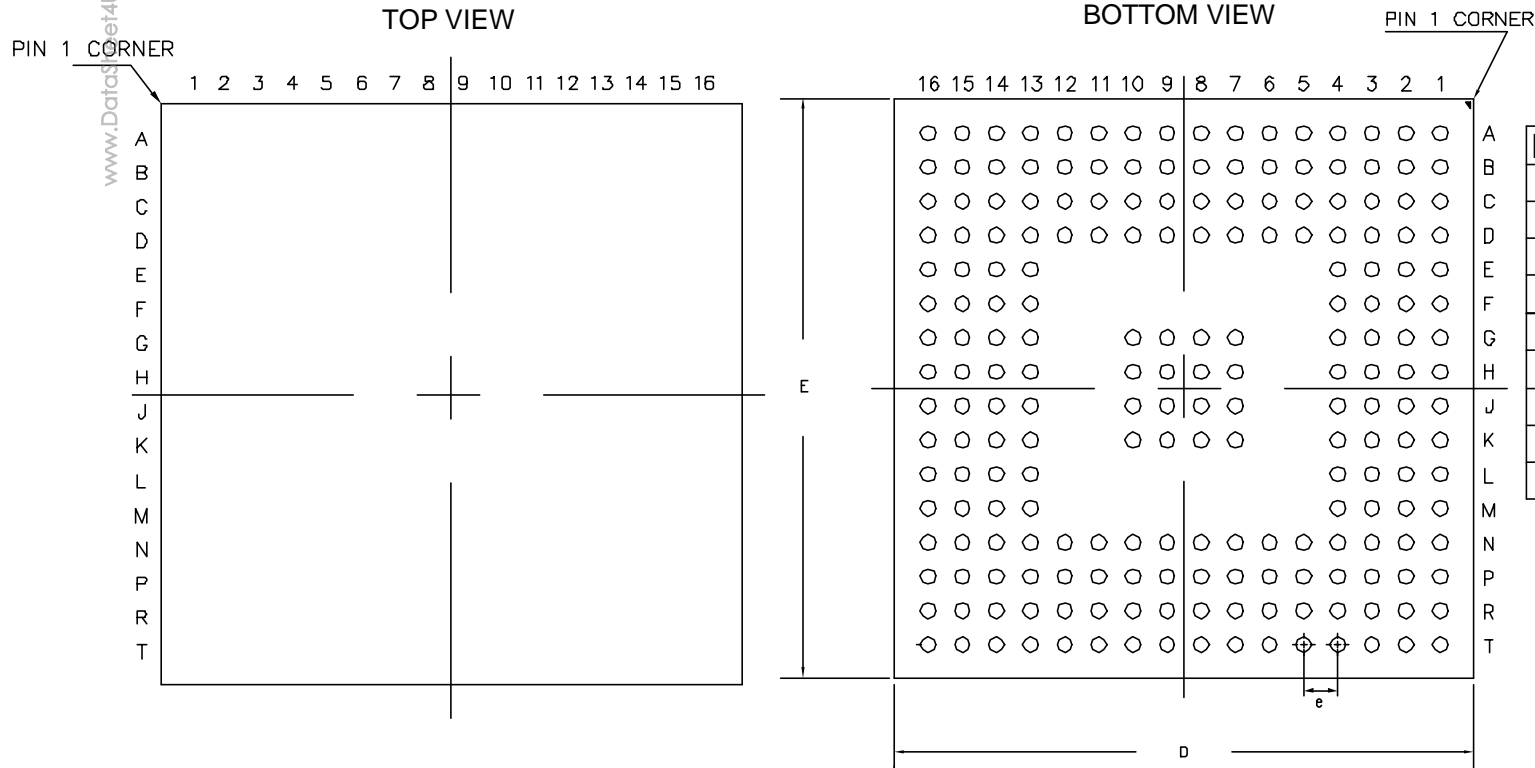 TOP VIEW
BOTTOM VIEW
PIN 1 CORNER
PIN 1 CORNER
www.DataSheet4
1 2 3 4 5 6 7 8 9 10 11 12 13 14 15 16
16 15 14 13 12 11 10 9 8 7 6 5 4 3 2 1
A
B
C
D
E
F
G
H
J
K
L
M
N
P
R
T
E
A
B
C
D
E
F
G
H
J
K
L
M
N
P
R
T
e
D